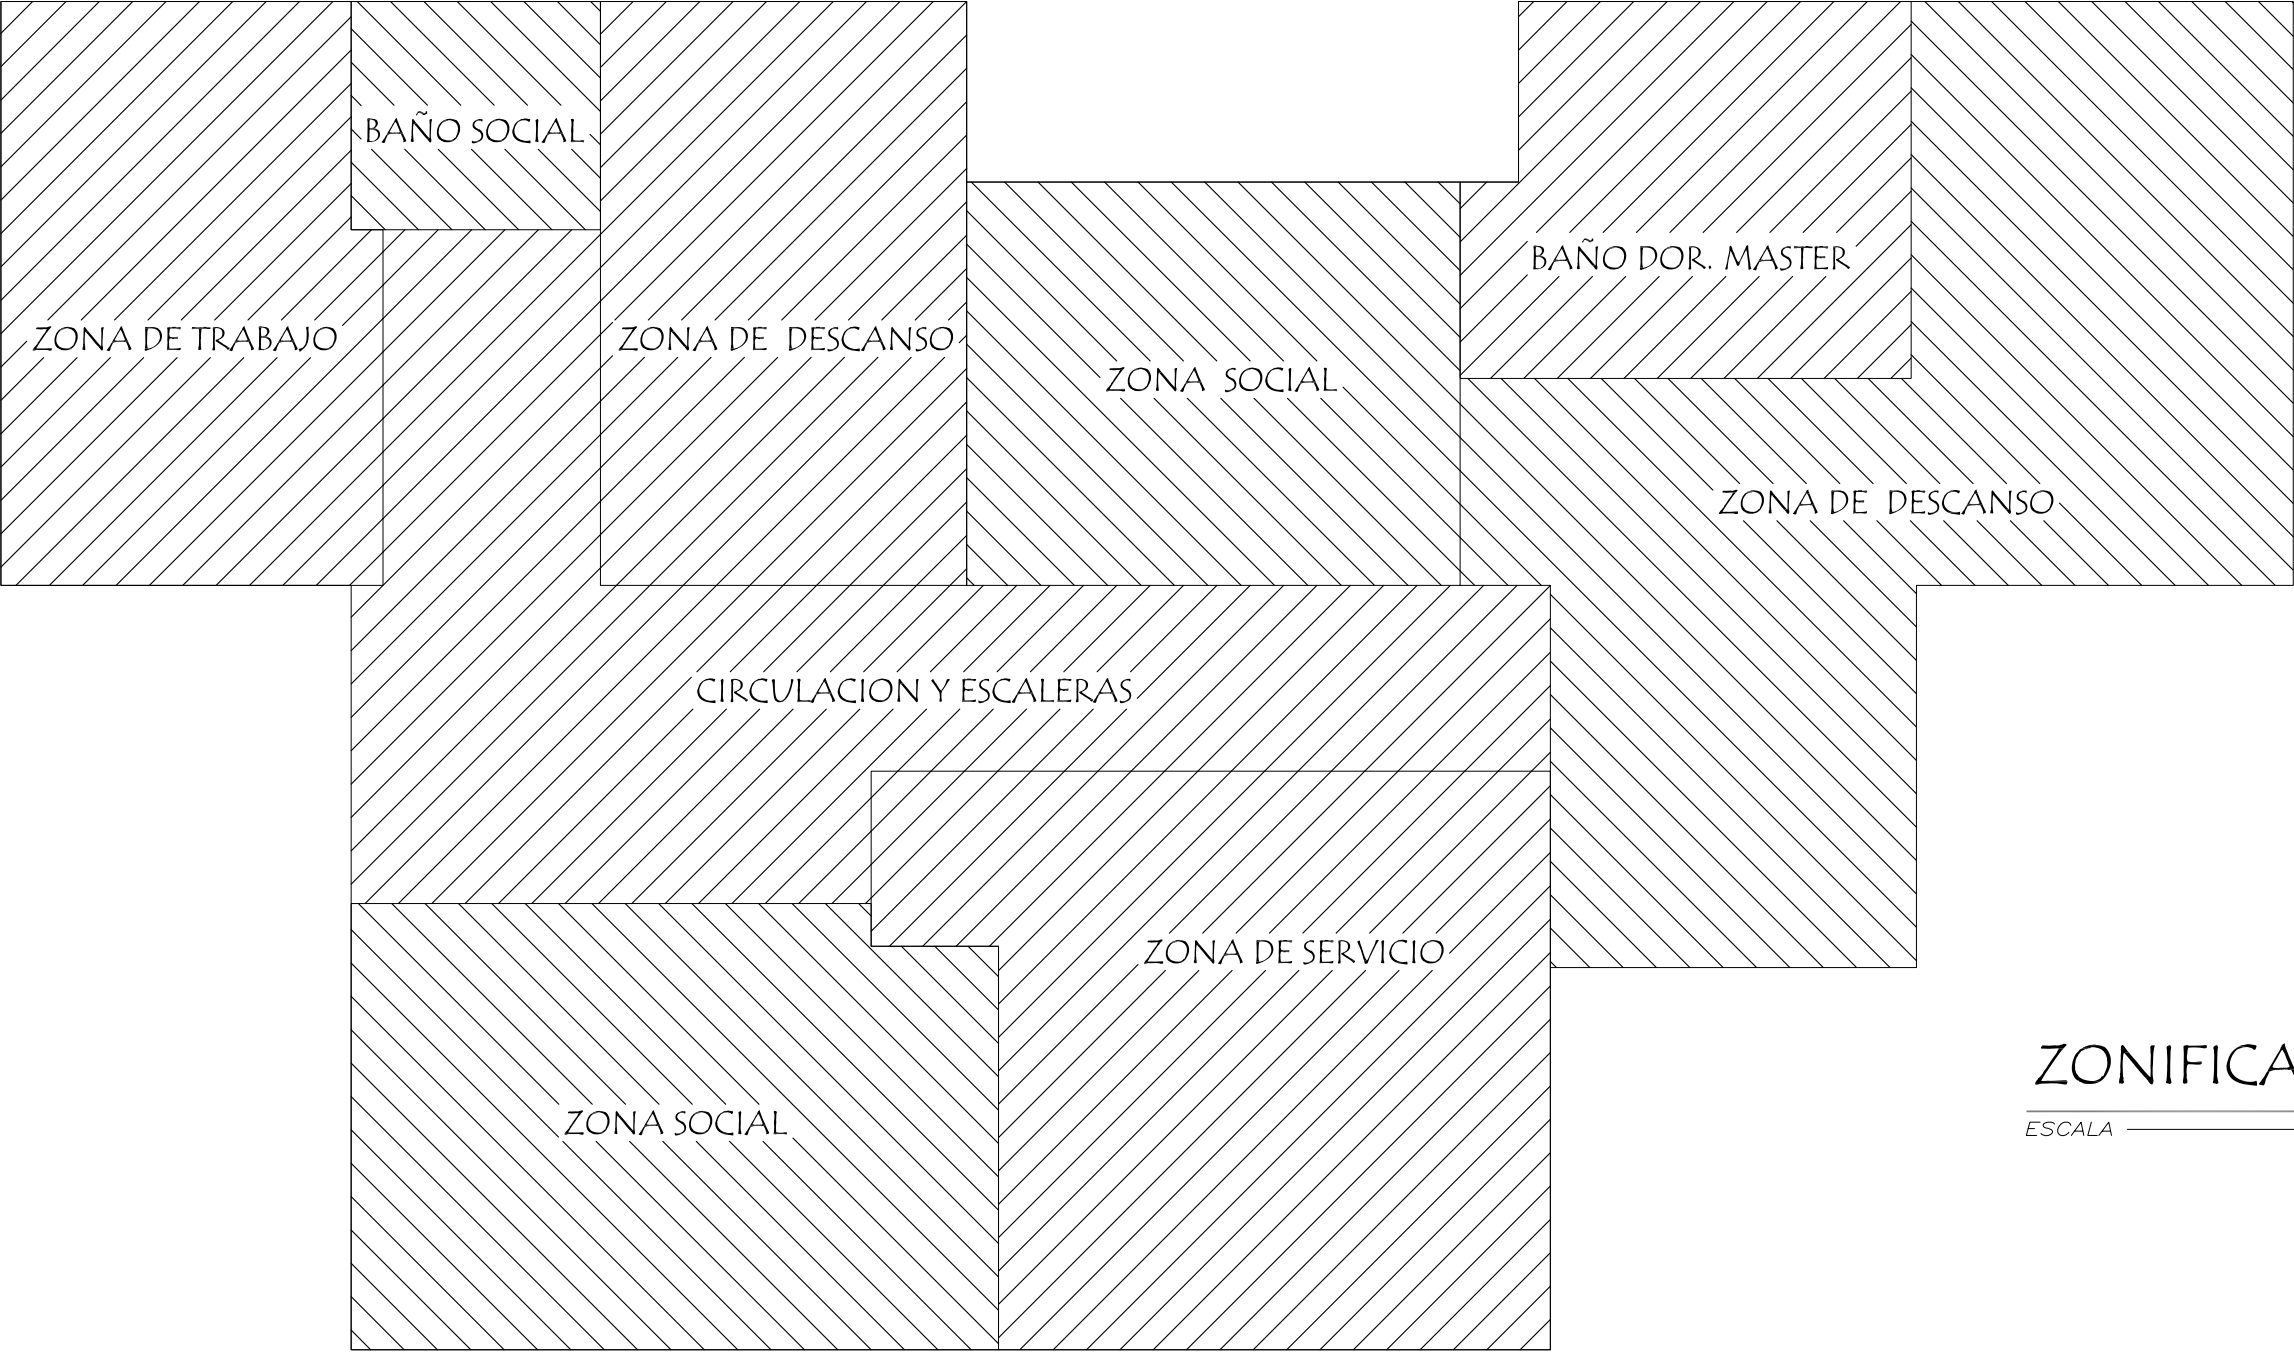 BAÑO SOCIAL
BAÑO DOR. MASTER
ZONA DE TRABAJO
ZONA DE DESCANSO
ZONA SOCIAL
ZONA DE DESCANSO
CIRCULACION Y ESCALERAS
ZONA DE SERVICIO
ZONIFICA
ZONA SOCIAL
ESCALA